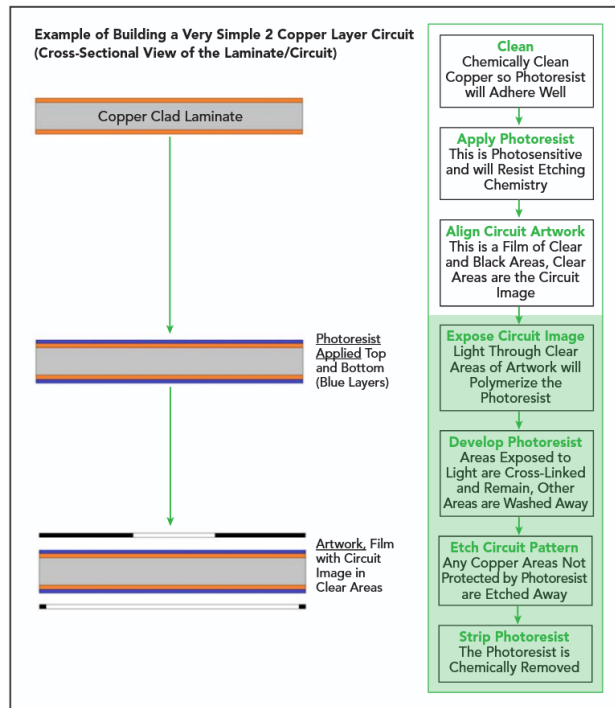 Example of Building a Very Simple 2 Copper Layer Circuit
(Cross-Sectional View of the Laminate/Circuit)
Copper Clad Laminate
Photoresist
Applied Top
and Bottom
(Blue Layers)
Artwork, Film
with Circuit
Image in
Clear Areas
Clean
Chemically Clean
Copper so Photoresist
will Adhere Well
Apply Photoresist
This is Photosensitive
and will Resist Etching
Chemistry
Align Circuit Artwork
This is a Film of Clear
and Black Areas, Clear
Areas are the Circuit
Image
Expose Circuit Image
Light Through Clear
Areas of Artwork will
Polymerize the
Photoresist
Develop Photoresist
Areas Exposed to
Light are Cross-Linked
and Remain, Other
Areas are Washed Away
Etch Circuit Pattern
Any Copper Areas Not
Protected by Photoresist
are Etched Away
Strip Photoresist
The Photoresist is
Chemically Removed